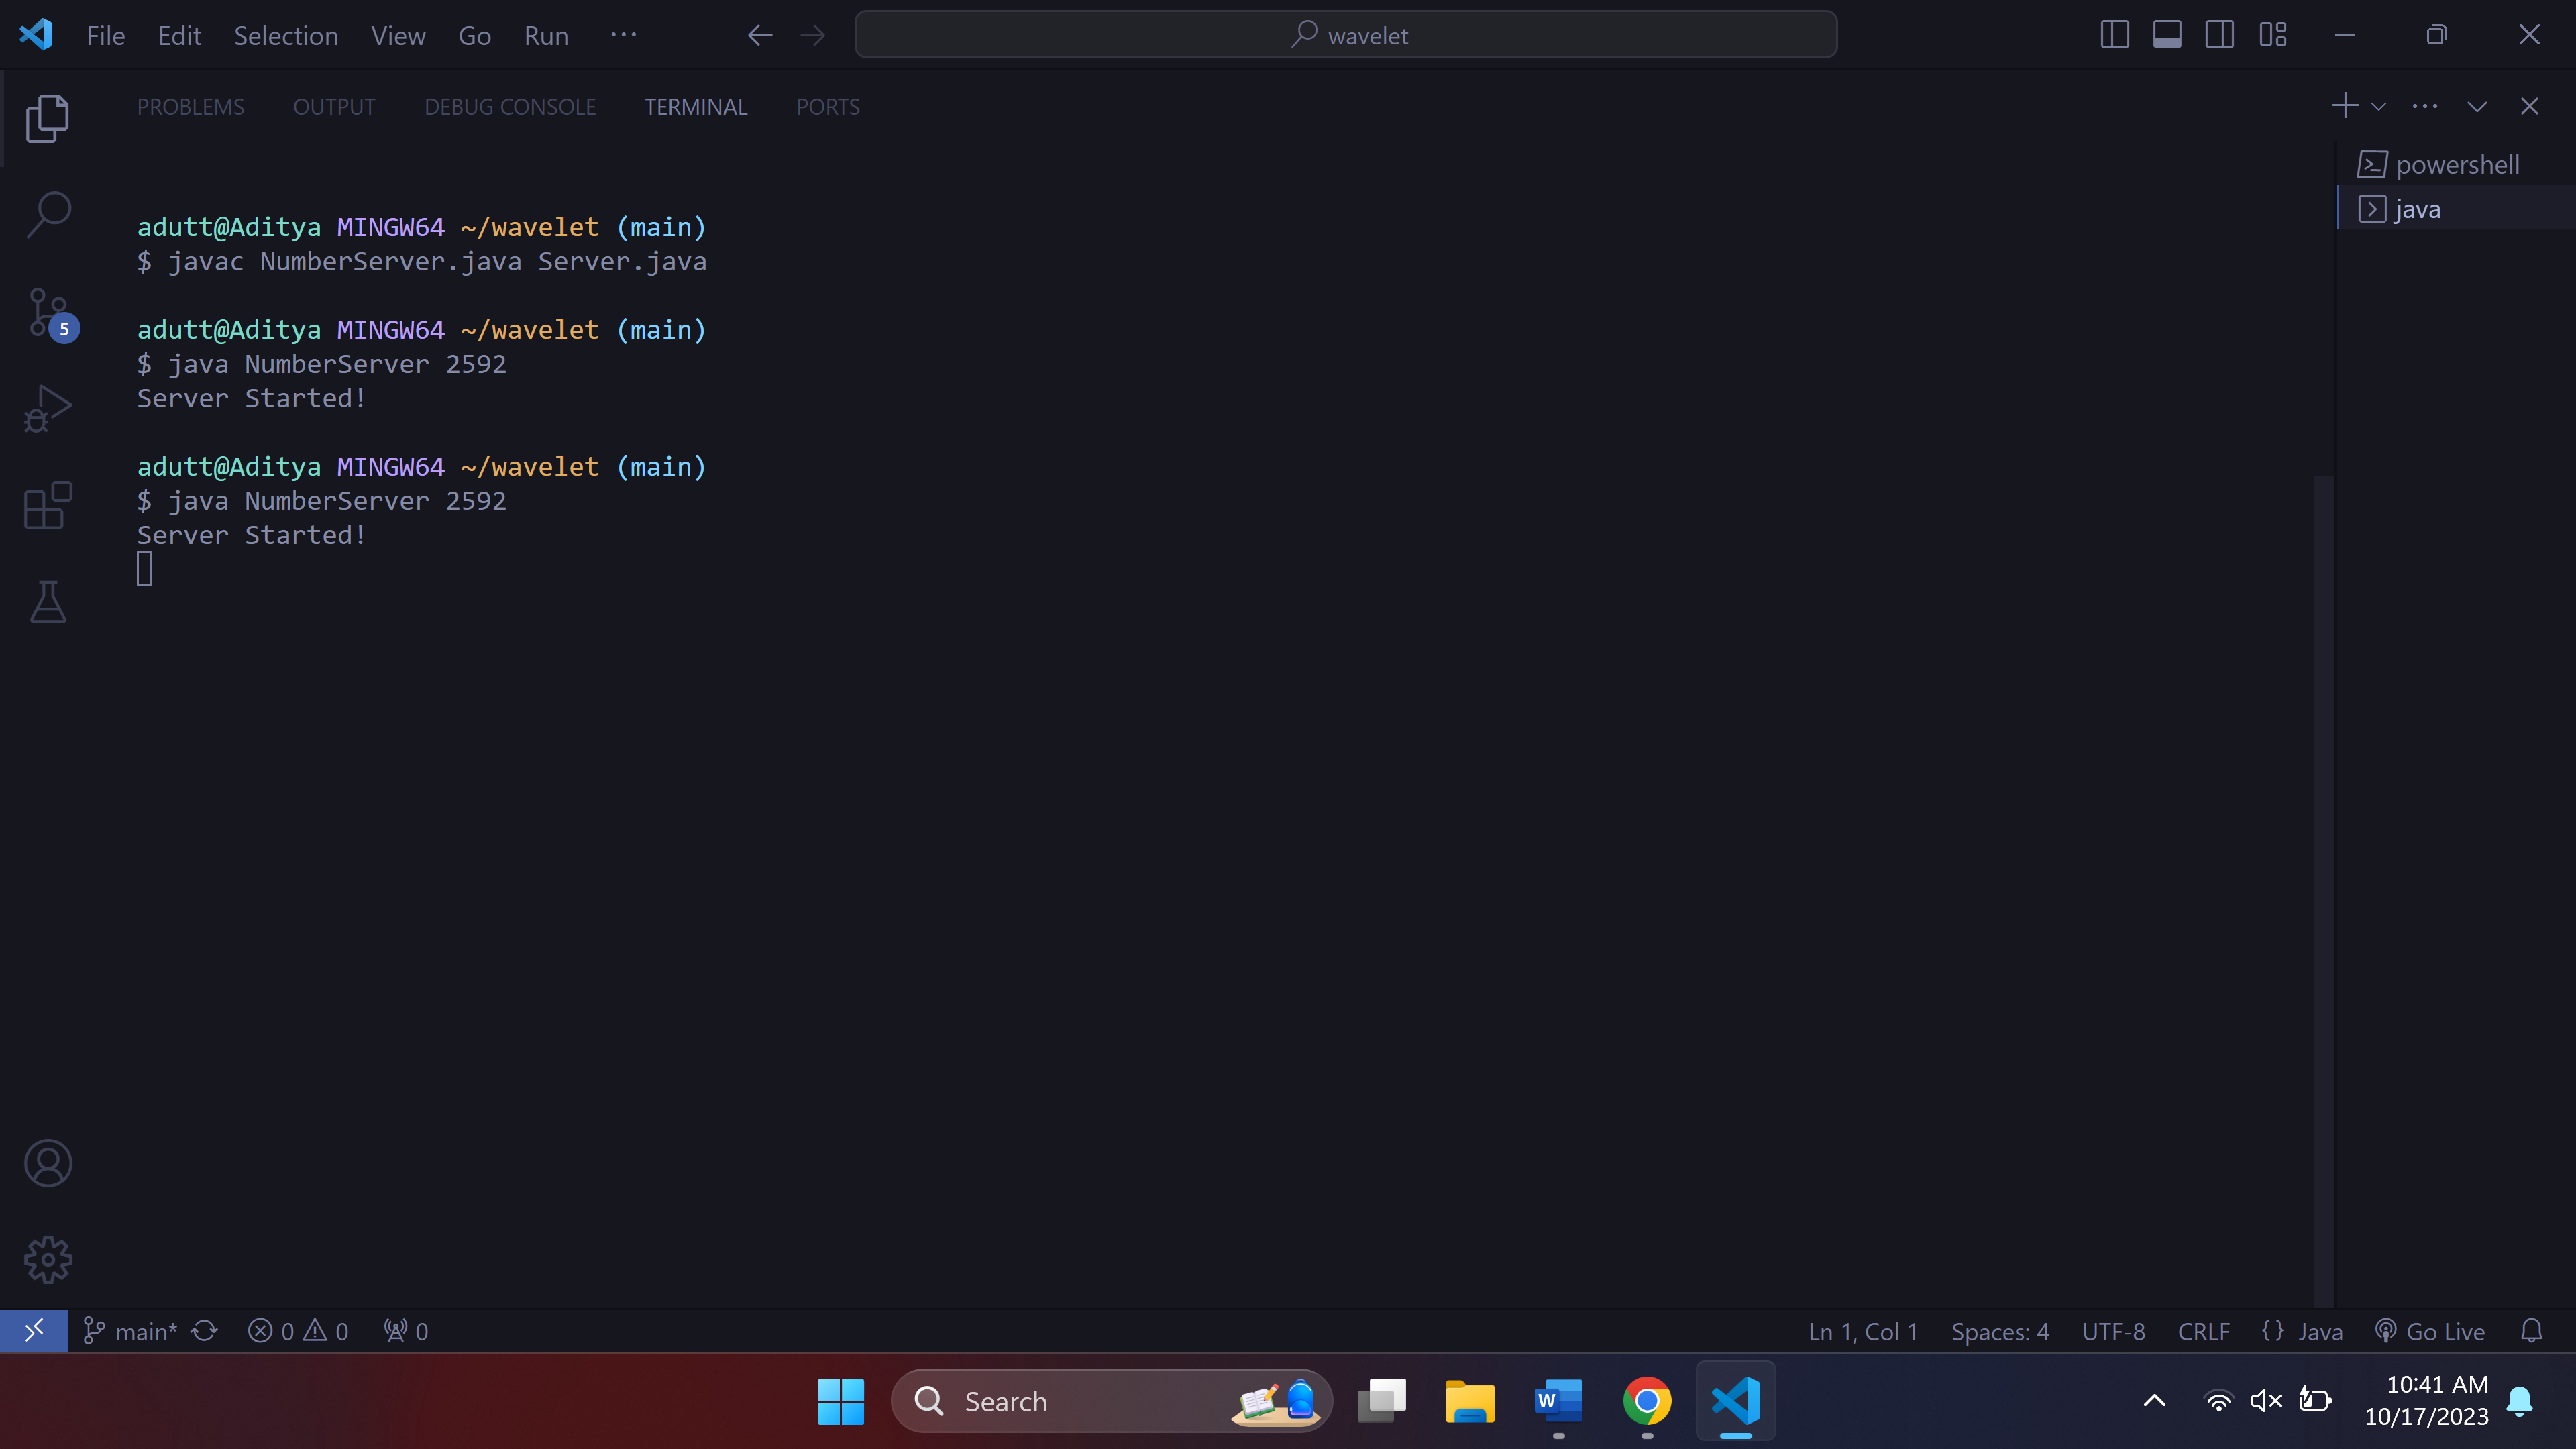 File Edit Selection View Go Run ··· wavelet
PROBLEMS OUTPUT DEBUG CONSOLE TERMINAL PORTS
powershell
java
adutt@Aditya MINGW64 ~/wavelet (main)
$ javac NumberServer.java Server.java
adutt@Aditya MINGW64 ~/wavelet (main)
$ java NumberServer 2592
Server Started!
adutt@Aditya MINGW64 ~/wavelet (main)
$ java NumberServer 2592
Server Started!
5
main* 0 0 0 Ln 1, Col 1 Spaces: 4 UTF-8 CRLF {} Java Go Live
Search
W
10:41 AM
10/17/2023